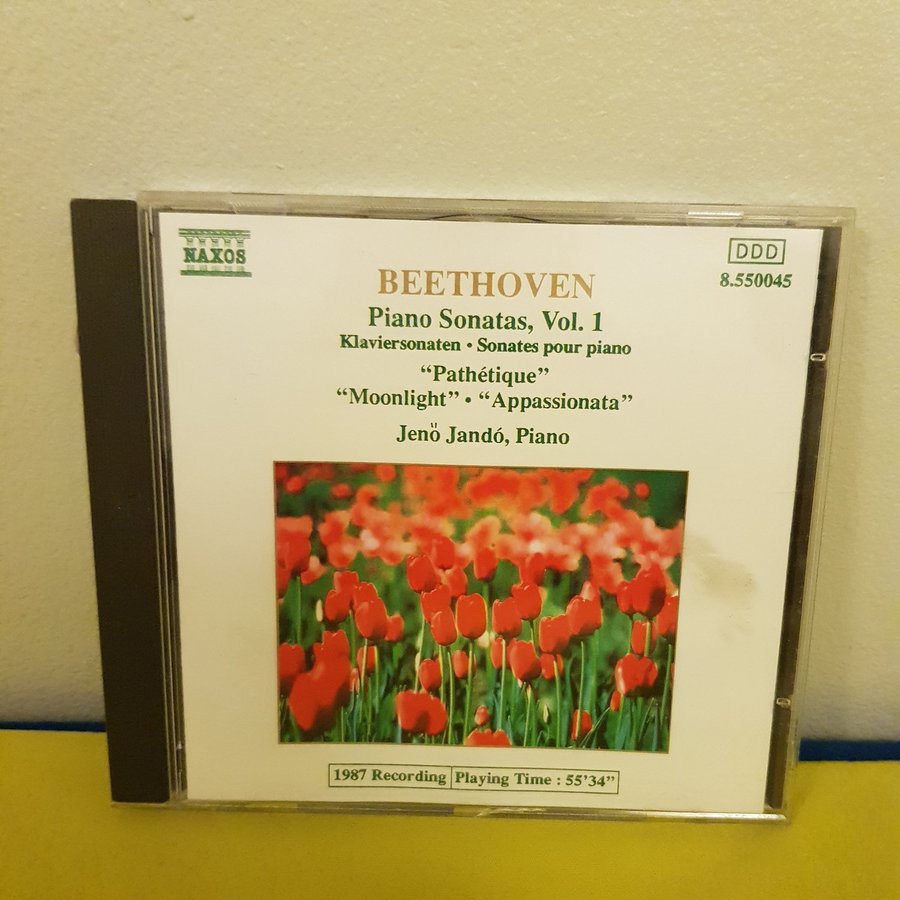 NAXOS
DDD
8.550045
BEETHOVEN
Piano Sonatas, Vol. 1
Klaviersonaten • Sonates pour piano
“Pathétique”
“Moonlight” • “Appassionata”
Jenő Jandó, Piano
1987 Recording Playing Time : 55’34”